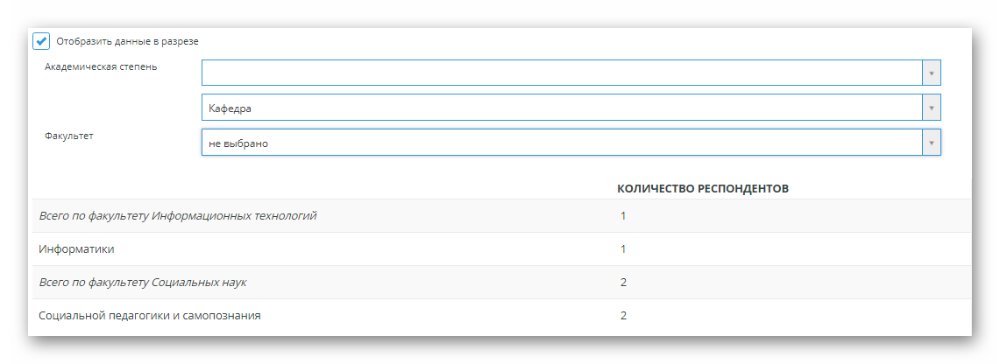 Отобразить данные в разрезе
Академическая степень
Кафедра
Факультет
не выбрано
КОЛИЧЕСТВО РЕСПОНДЕНТОВ
Всего по факультету Информационных технологий 1
Информатики 1
Всего по факультету Социальных наук 2
Социальной педагогики и самопознания 2